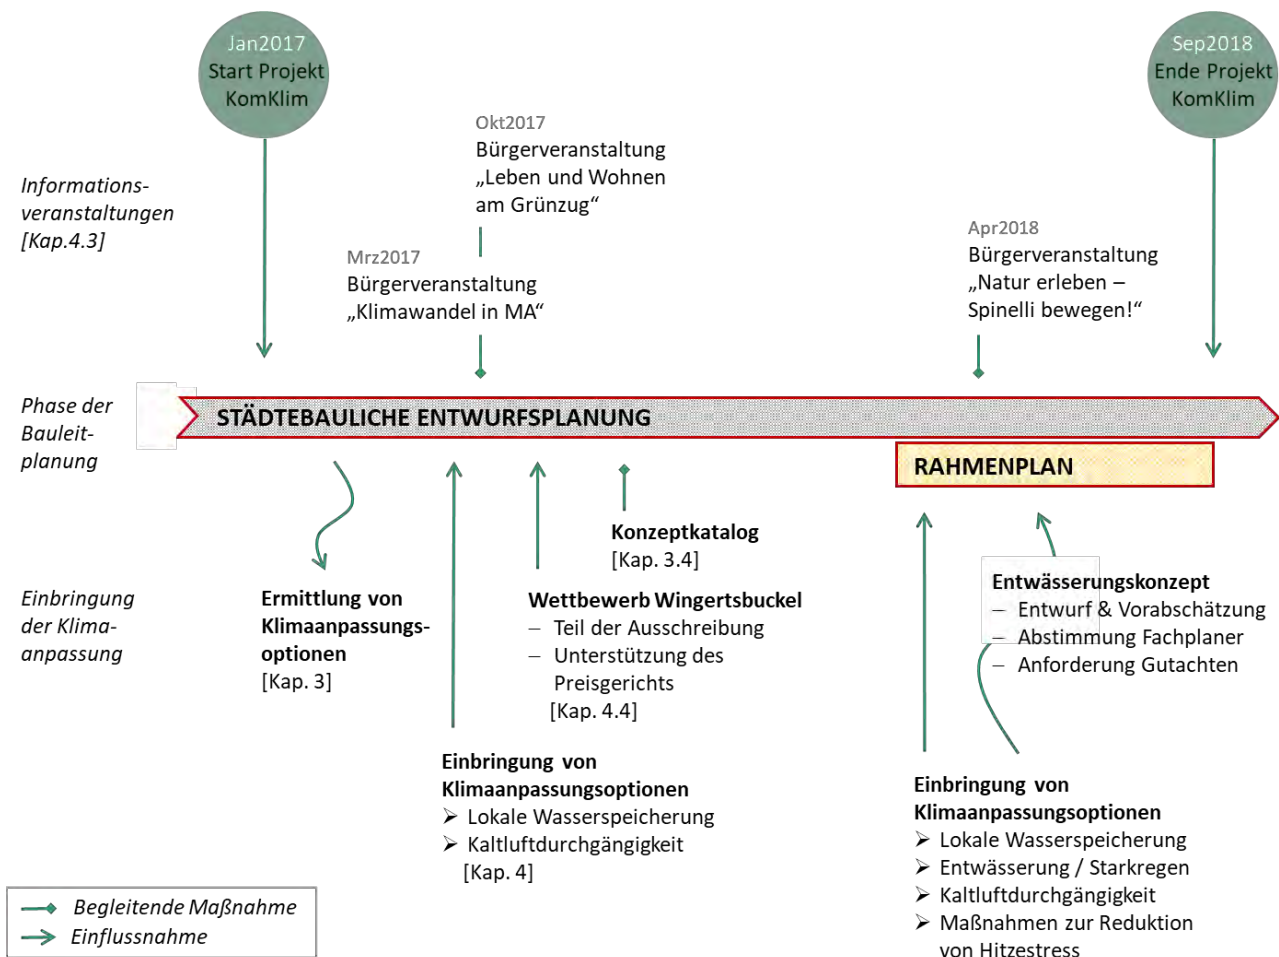 Jan2017
Start Projekt
KomKlim
Sep2018
Ende Projekt
KomKlim
Informations-
veranstaltungen
[Kap.4.3]
Okt2017
Bürgerveranstaltung
„Leben und Wohnen
am Grünzug“
Mrz2017
Bürgerveranstaltung
„Klimawandel in MA“
Apr2018
Bürgerveranstaltung
„Natur erleben –
Spinelli bewegen!“
Phase der
Bauleit-
planung
STÄDTEBAULICHE ENTWURFSPLANUNG
RAHMENPLAN
Einbringung
der Klima-
anpassung
Ermittlung von
Klimaanpassungs-
optionen
[Kap. 3]
Konzeptkatalog
[Kap. 3.4]
Wettbewerb Wingertsbuckel
– Teil der Ausschreibung
– Unterstützung des
Preisgerichts
[Kap. 4.4]
Einbringung von
Klimaanpassungsoptionen
➢ Lokale Wasserspeicherung
➢ Kaltluftdurchgängigkeit
[Kap. 4]
Entwässerungskonzept
– Entwurf & Vorabschätzung
– Abstimmung Fachplaner
– Anforderung Gutachten
Einbringung von
Klimaanpassungsoptionen
➢ Lokale Wasserspeicherung
➢ Entwässerung / Starkregen
➢ Kaltluftdurchgängigkeit
➢ Maßnahmen zur Reduktion
von Hitzestress
Begleitende Maßnahme
Einflussnahme